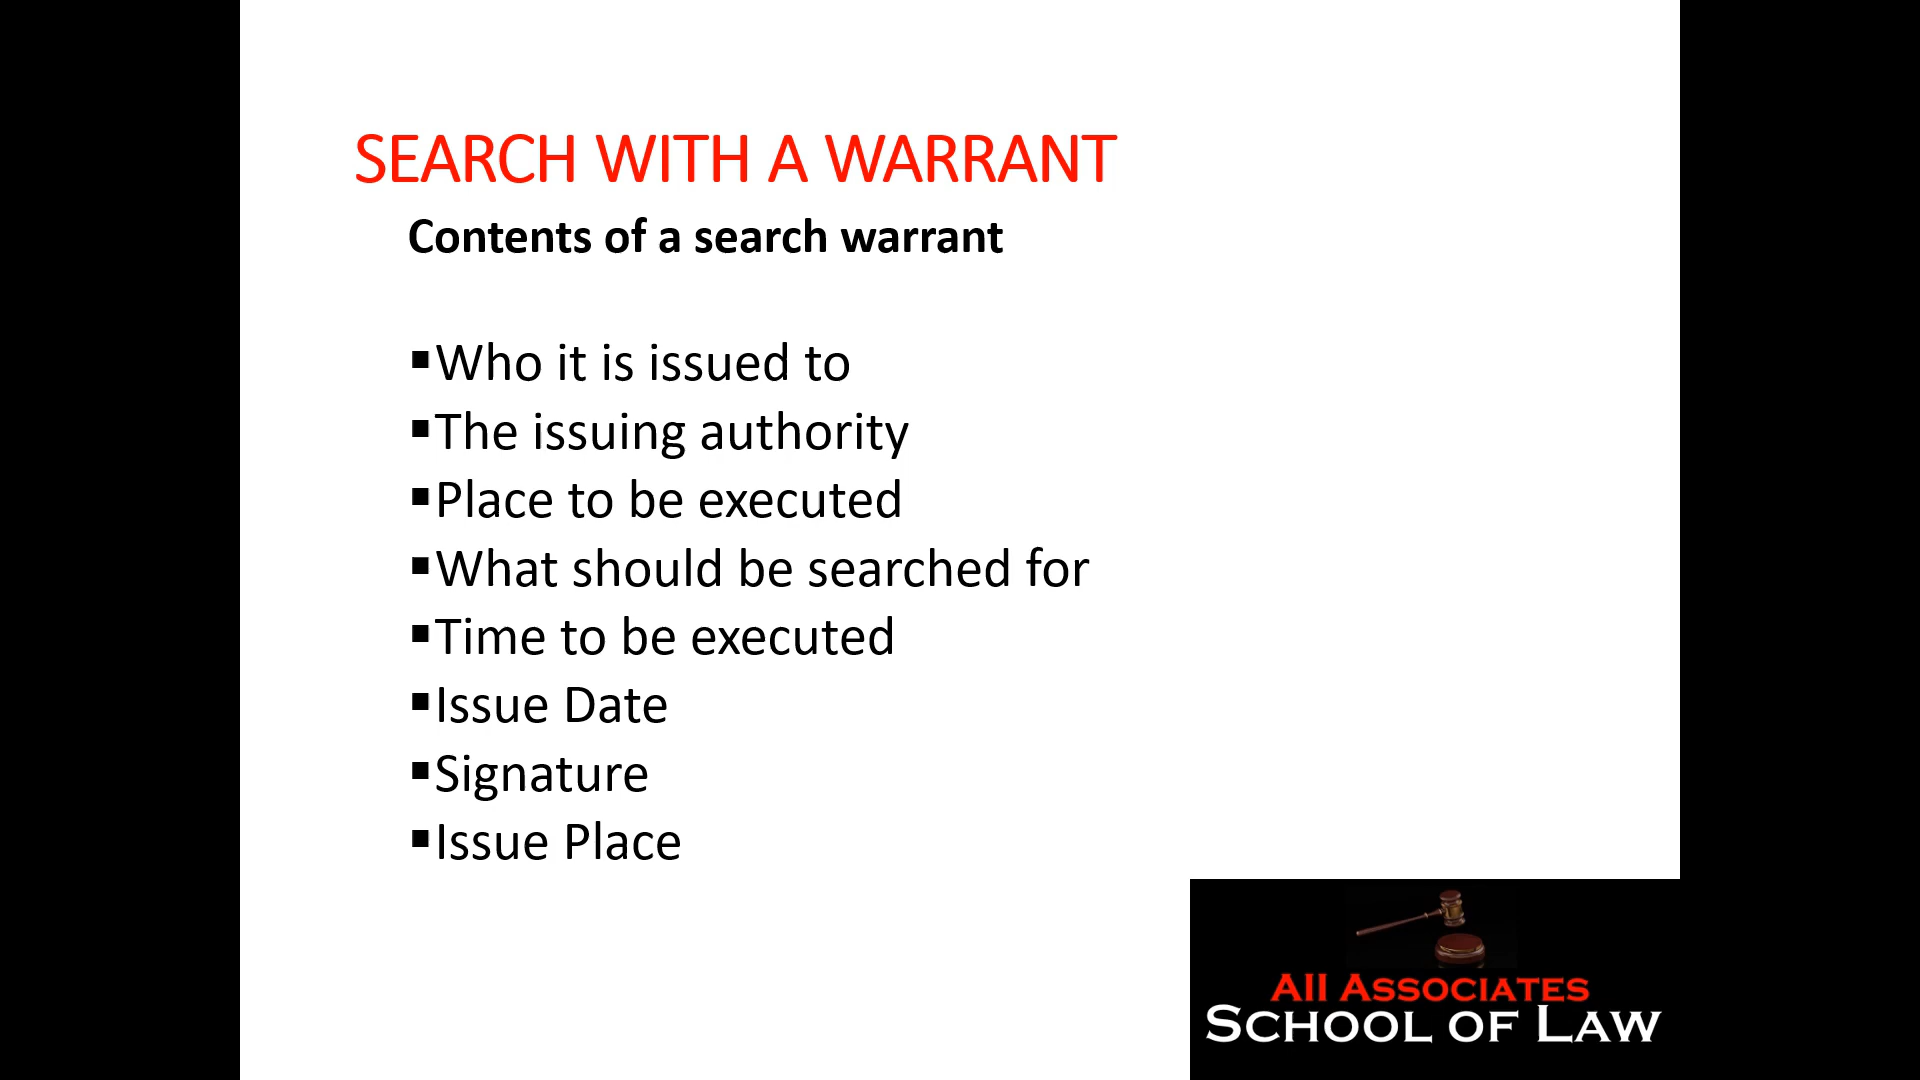 SEARCH WITH A WARRANT
Contents of a search warrant
▪Who it is issued to
▪The issuing authority
▪Place to be executed
▪What should be searched for
▪Time to be executed
▪Issue Date
▪Signature
▪Issue Place
AII ASSOCIATES
SCHOOL OF LAW